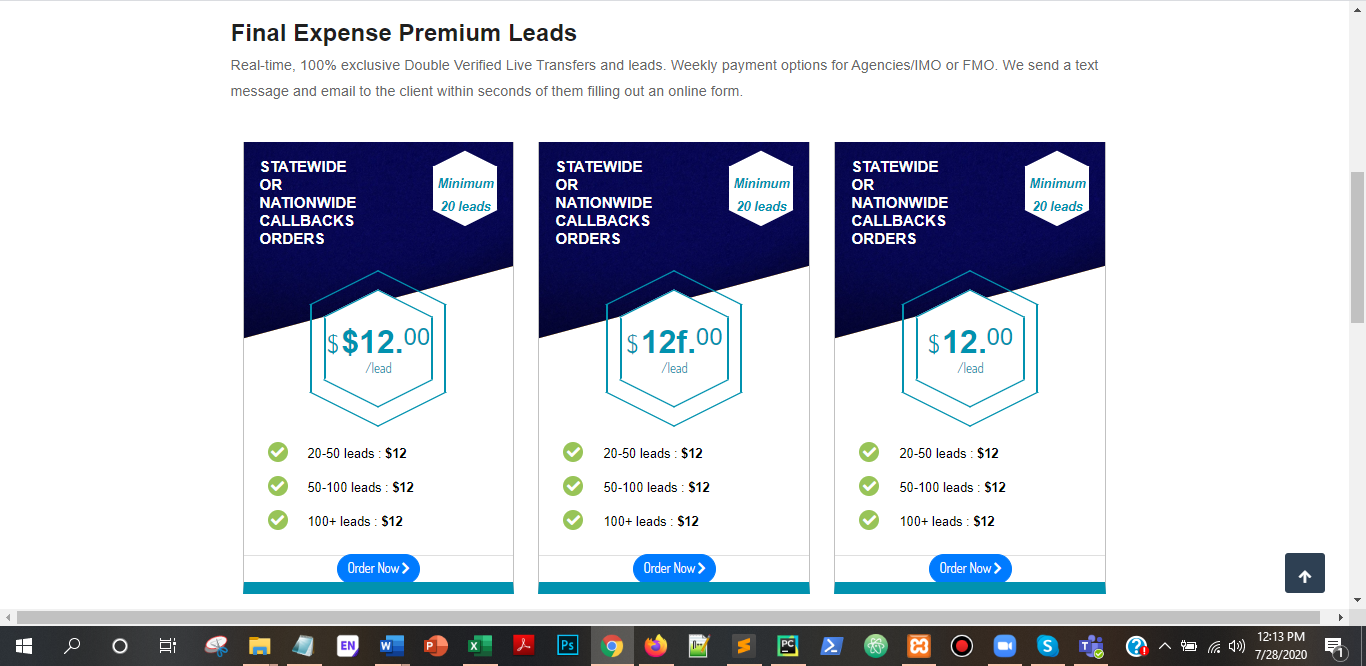 Final Expense Premium Leads
Real-time, 100% exclusive Double Verified Live Transfers and leads. Weekly payment options for Agencies/IMO or FMO. We send a text
message and email to the client within seconds of them filling out an online form.
STATEWIDE
OR
NATIONWIDE
CALLBACKS
ORDERS
Minimum
20 leads
$$12.00
/lead
20-50 leads : $12
50-100 leads : $12
100+ leads : $12
Order Now
STATEWIDE
OR
NATIONWIDE
CALLBACKS
ORDERS
Minimum
20 leads
$12f.00
/lead
20-50 leads : $12
50-100 leads : $12
100+ leads : $12
Order Now
STATEWIDE
OR
NATIONWIDE
CALLBACKS
ORDERS
Minimum
20 leads
$12.00
/lead
20-50 leads : $12
50-100 leads : $12
100+ leads : $12
Order Now
EN
Ps
PC
12:13 PM
7/28/2020
1